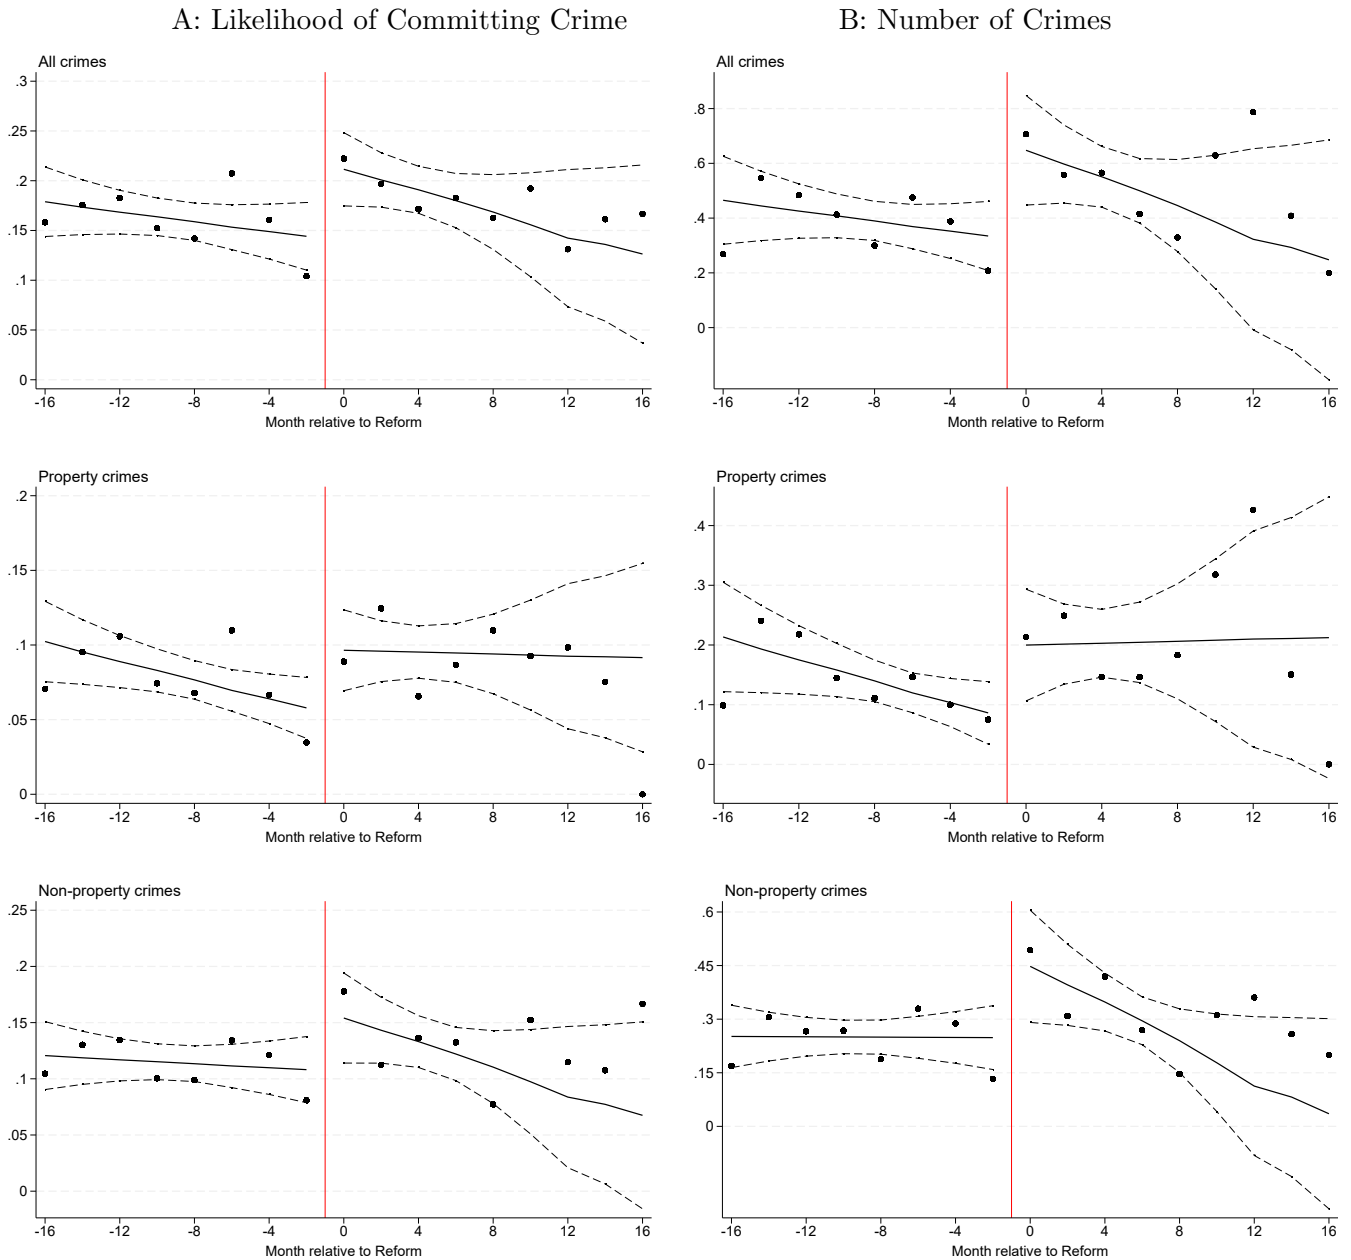 A: Likelihood of Committing Crime
B: Number of Crimes
All crimes
.3
.25
.2
.15
.1
.05
0
-16 -12 -8 -4 0 4 8 12 16
Month relative to Reform
All crimes
.8
.6
.4
.2
0
-16 -12 -8 -4 0 4 8 12 16
Month relative to Reform
Property crimes
.2
.15
.1
.05
0
-16 -12 -8 -4 0 4 8 12 16
Month relative to Reform
Property crimes
.4
.3
.2
.1
0
-16 -12 -8 -4 0 4 8 12 16
Month relative to Reform
Non-property crimes
.25
.2
.15
.1
.05
0
-16 -12 -8 -4 0 4 8 12 16
Month relative to Reform
Non-property crimes
.6
.45
.3
.15
0
-16 -12 -8 -4 0 4 8 12 16
Month relative to Reform